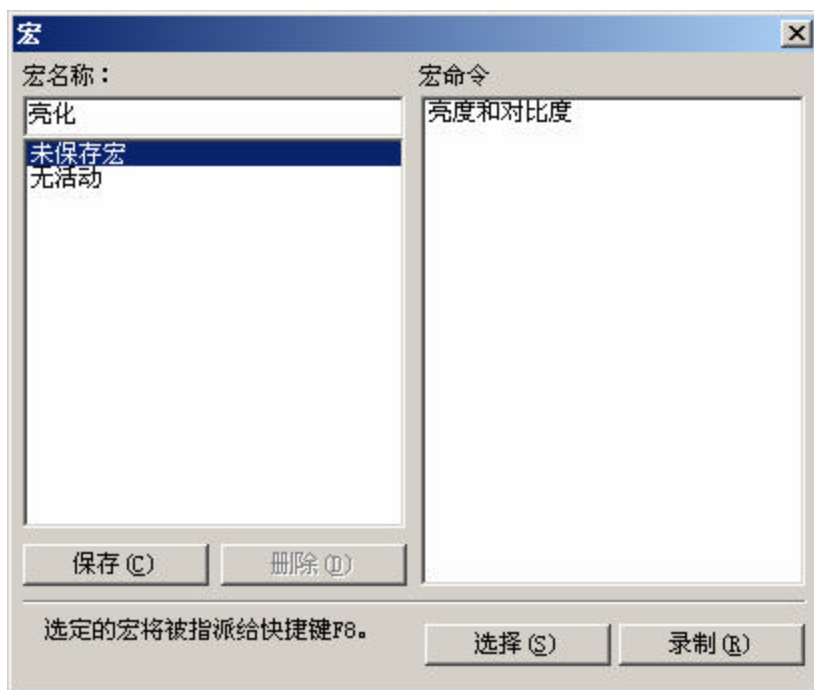 宏
宏名称：
宏命令
亮化
亮度和对比度
未保存宏
无活动
保存(C)
删除(D)
选定的宏将被指派给快捷键F8。
选择(S)
录制(R)